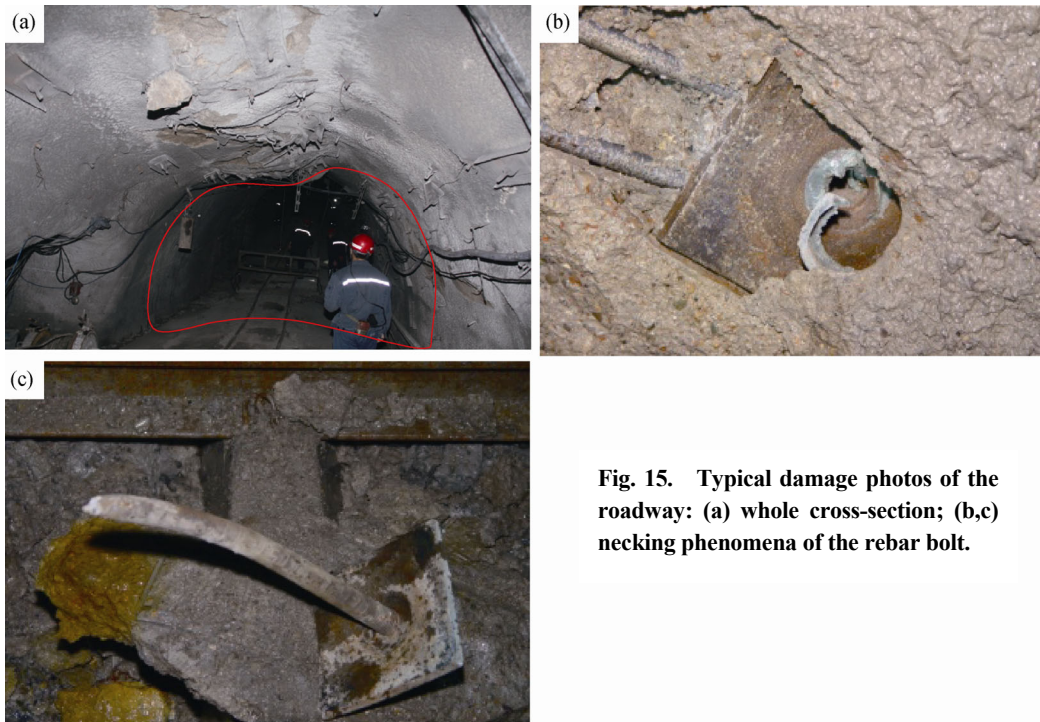 (a)
(b)
(c)
Fig. 15. Typical damage photos of the
roadway: (a) whole cross-section; (b,c)
necking phenomena of the rebar bolt.